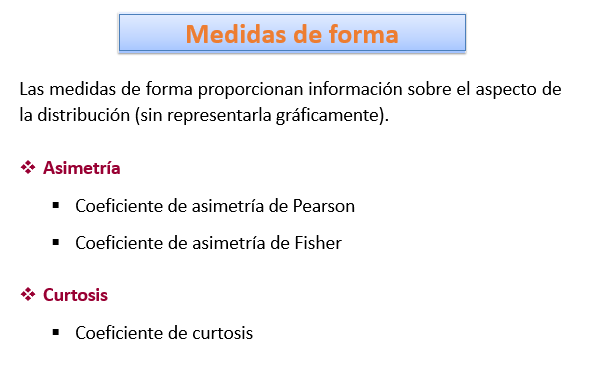 Medidas de forma
Las medidas de forma proporcionan información sobre el aspecto de
la distribución (sin representarla gráficamente).
❖ Asimetría
▪ Coeficiente de asimetría de Pearson
▪ Coeficiente de asimetría de Fisher
❖ Curtosis
▪ Coeficiente de curtosis